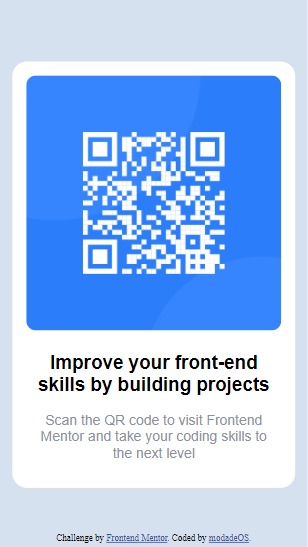 Improve your front-end
skills by building projects
Scan the QR code to visit Frontend
Mentor and take your coding skills to
the next level
Challenge by Frontend Mentor. Coded by modadeOS.